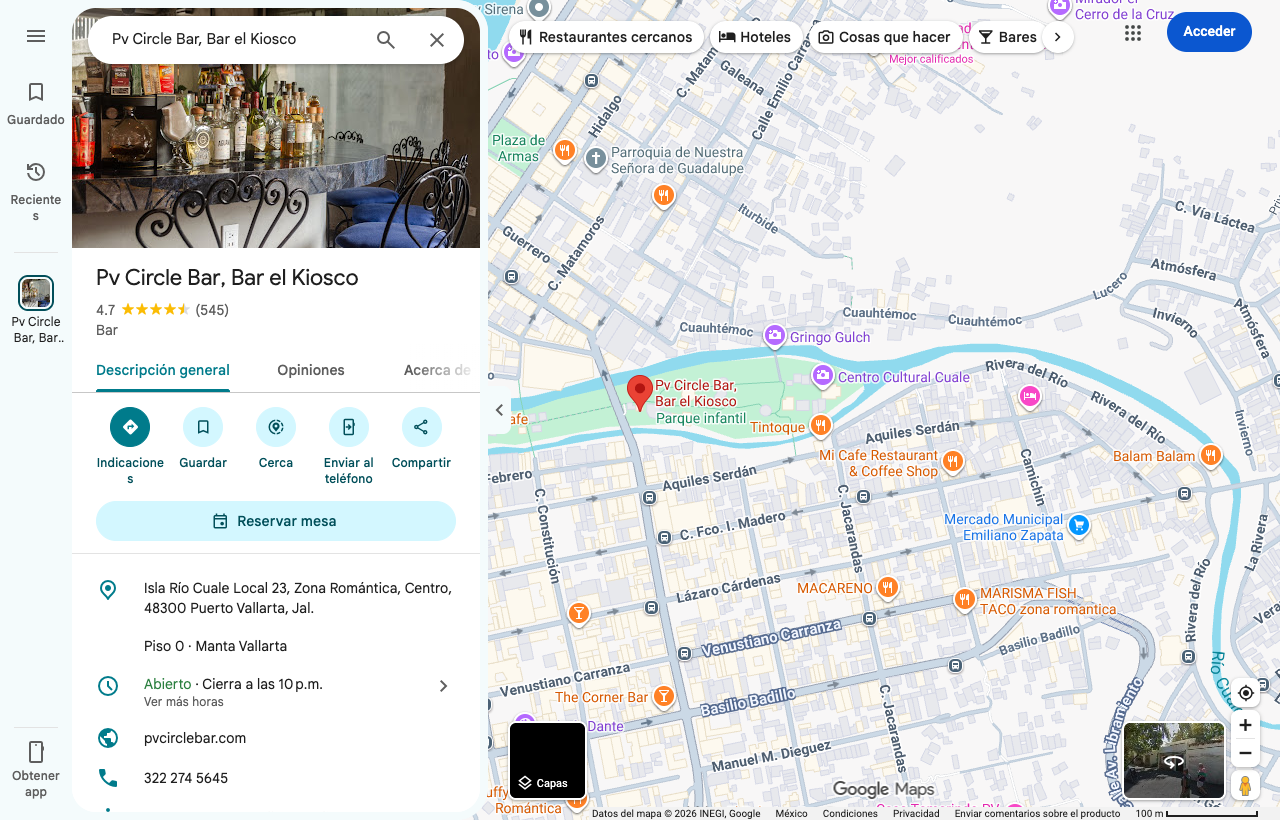 Pv Circle Bar, Bar el Kiosco
Guardado
Reciente
s
Pv Circle
Bar, Bar..
Obtener
app
Pv Circle Bar, Bar el Kiosco
4.7 (545)
Bar
Descripción general
Opiniones
Acerca de
Indicacione
s
Guardar
Cerca
Enviar al
teléfono
Compartir
Reservar mesa
Isla Río Cuale Local 23, Zona Romántica, Centro,
48300 Puerto Vallarta, Jal.
Piso 0 · Manta Vallarta
Abierto · Cierra a las 10 p.m.
Ver más horas
pvcirclebar.com
322 274 5645
Restaurantes cercanos
Hoteles
Cosas que hacer
Bares
Acceder
Sirena
Mirador el
Cerro de la Cruz
Mejor calificados
C. Matamoros
Galeana
Calle Emilio Carranza
Hidalgo
Plaza de
Armas
Parroquia de Nuestra
Señora de Guadalupe
Iturbide
Guerrero
C. Matamoros
C. Vía Láctea
Atmósfera
Atmósfera
Lucero
Invierno
Invierno
Cuauhtémoc
Cuauhtémoc
Cuauhtémoc
Gringo Gulch
Centro Cultural Cuale
Pv Circle Bar,
Bar el Kiosco
Parque infantil
Tintoque
Rivera del Río
Rivera del Río
Aquiles Serdán
Mi Cafe Restaurant
& Coffee Shop
Balam Balam
Camichin
Febrero
Aquiles Serdán
C. Constitución
C. Fco. I. Madero
C. Jacarandas
Mercado Municipal
Emiliano Zapata
La Rivera
Lázaro Cárdenas
MACARENO
MARISMA FISH
TACO zona romantica
Rivera del Río
Venustiano Carranza
Basilio Badillo
Venustiano Carranza
The Corner Bar
Basilio Badillo
C. Jacarandas
Dante
Manuel M. Dieguez
Romántica
Capas
Google Maps
Datos del mapa © 2026 INEGI, Google
México
Condiciones
Privacidad
Enviar comentarios sobre el producto
100 m